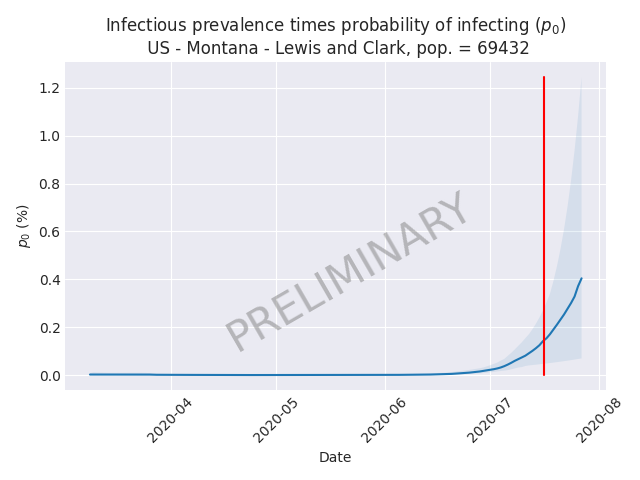 Infectious prevalence times probability of infecting (p₀)
US - Montana - Lewis and Clark, pop. = 69432
1.2
1.0
0.8
0.6
0.4
0.2
0.0
p₀ (%)
PRELIMINARY
2020-04
2020-05
2020-06
2020-07
2020-08
Date